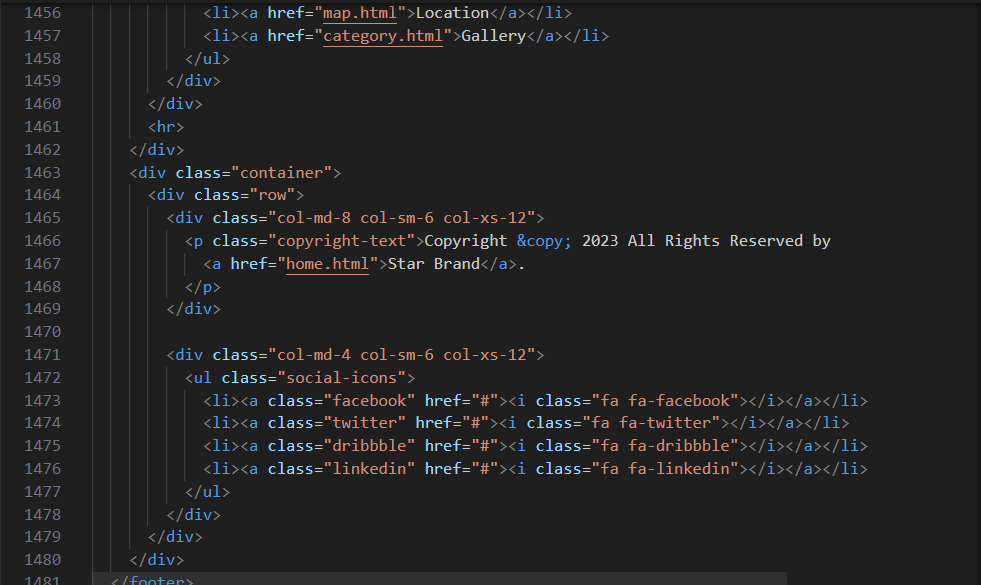 1456 <li><a href="map.html">Location</a></li>
1457 <li><a href="category.html">Gallery</a></li>
1458 </ul>
1459 </div>
1460 </div>
1461 <hr>
1462 </div>
1463 <div class="container">
1464 <div class="row">
1465 <div class="col-md-8 col-sm-6 col-xs-12">
1466 <p class="copyright-text">Copyright &copy; 2023 All Rights Reserved by
1467 <a href="home.html">Star Brand</a>.
1468 </p>
1469 </div>
1470
1471 <div class="col-md-4 col-sm-6 col-xs-12">
1472 <ul class="social-icons">
1473 <li><a class="facebook" href="#"><i class="fa fa-facebook"></i></a></li>
1474 <li><a class="twitter" href="#"><i class="fa fa-twitter"></i></a></li>
1475 <li><a class="dribbble" href="#"><i class="fa fa-dribbble"></i></a></li>
1476 <li><a class="linkedin" href="#"><i class="fa fa-linkedin"></i></a></li>
1477 </ul>
1478 </div>
1479 </div>
1480 </div>
1481 </footer>